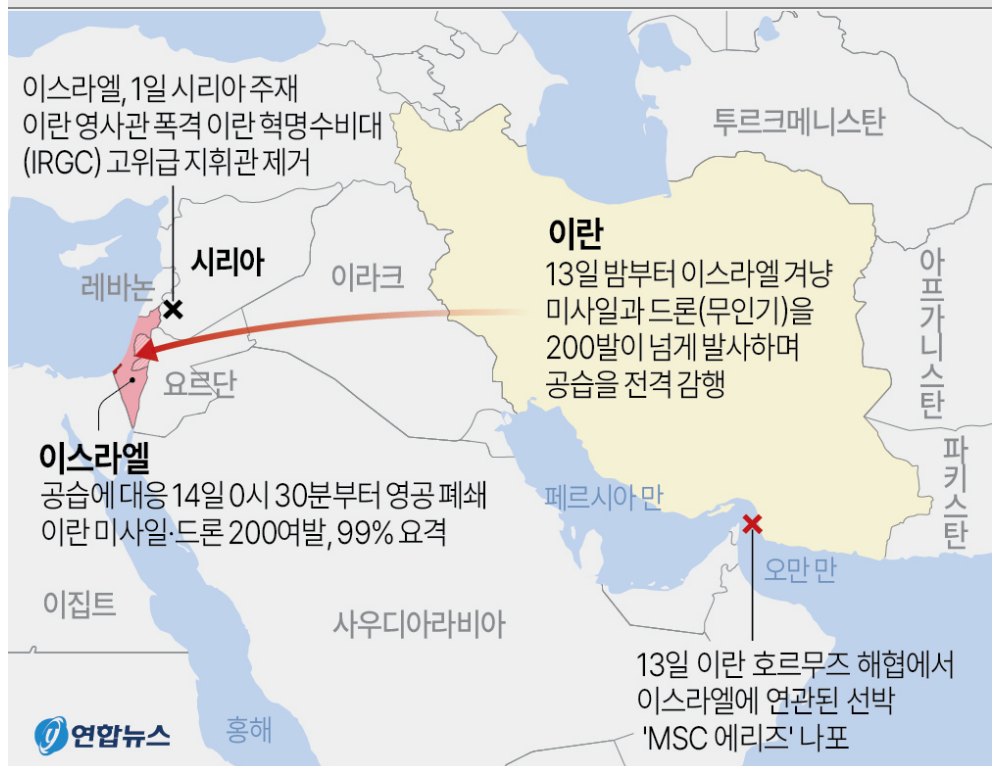 이스라엘, 1일 시리아 주재
이란 영사관 폭격 이란 혁명수비대
(IRGC) 고위급 지휘관 제거
투르크메니스탄
시리아
레바논
이라크
이란
13일 밤부터 이스라엘 겨냥
미사일과 드론(무인기)을
200발이 넘게 발사하며
공습을 전격 감행
아프가니스탄
요르단
이스라엘
공습에 대응 14일 0시 30분부터 영공 폐쇄
이란 미사일·드론 200여발, 99% 요격
페르시아 만
파키스탄
오만 만
이집트
사우디아라비아
13일 이란 호르무즈 해협에서
이스라엘에 연관된 선박
'MSC 에리즈' 나포
홍해
y 연합뉴스